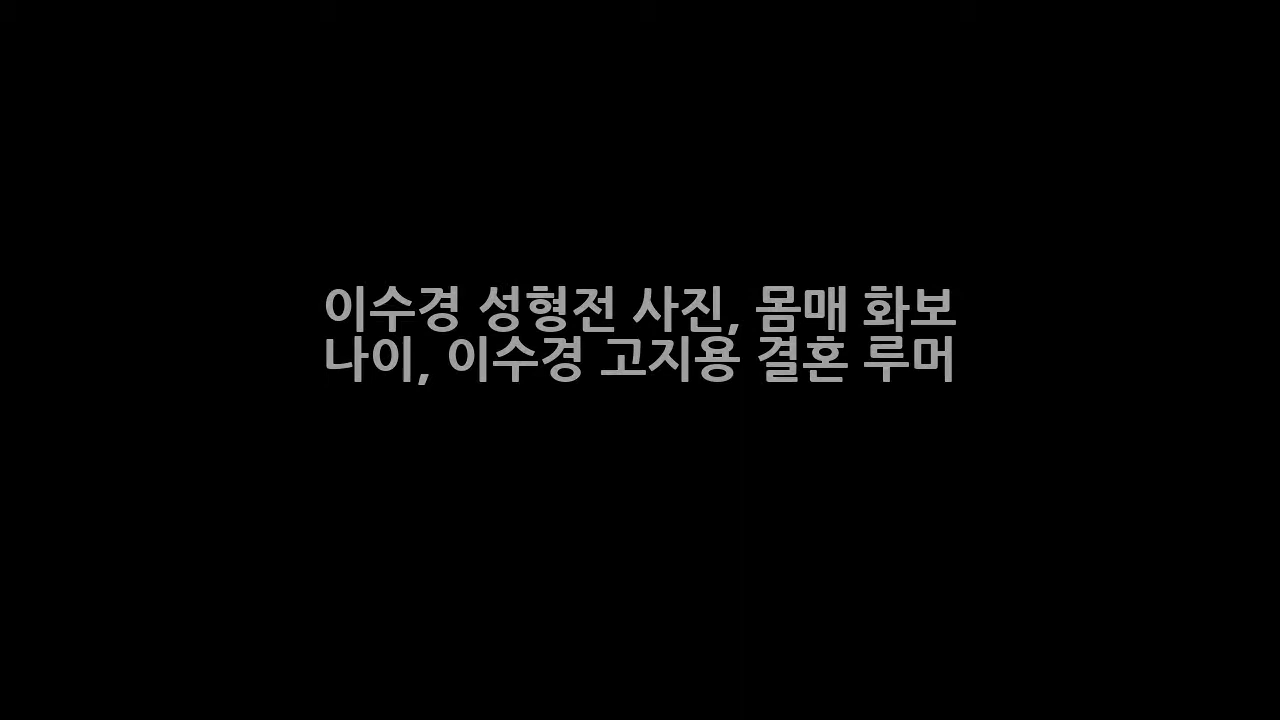 이수경 성형전 사진, 몸매 화보
나이, 이수경 고지용 결혼 루머